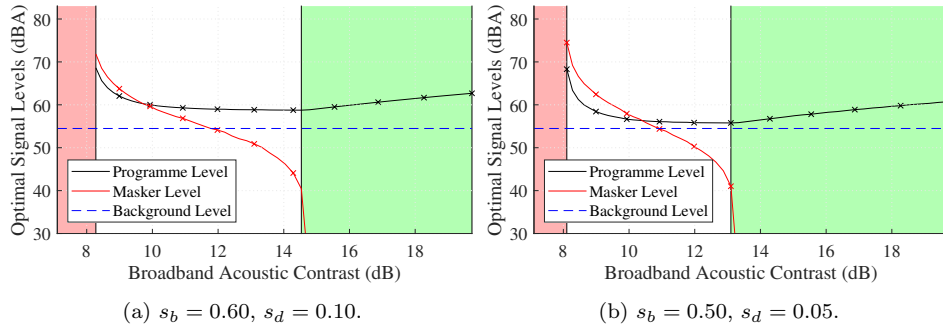 Optimal Signal Levels (dBA)
80
70
60
50
40
30
Programme Level
Masker Level
Background Level
8 10 12 14 16 18
Broadband Acoustic Contrast (dB)
(a) s_b = 0.60, s_d = 0.10.
Optimal Signal Levels (dBA)
80
70
60
50
40
30
Programme Level
Masker Level
Background Level
8 10 12 14 16 18
Broadband Acoustic Contrast (dB)
(b) s_b = 0.50, s_d = 0.05.